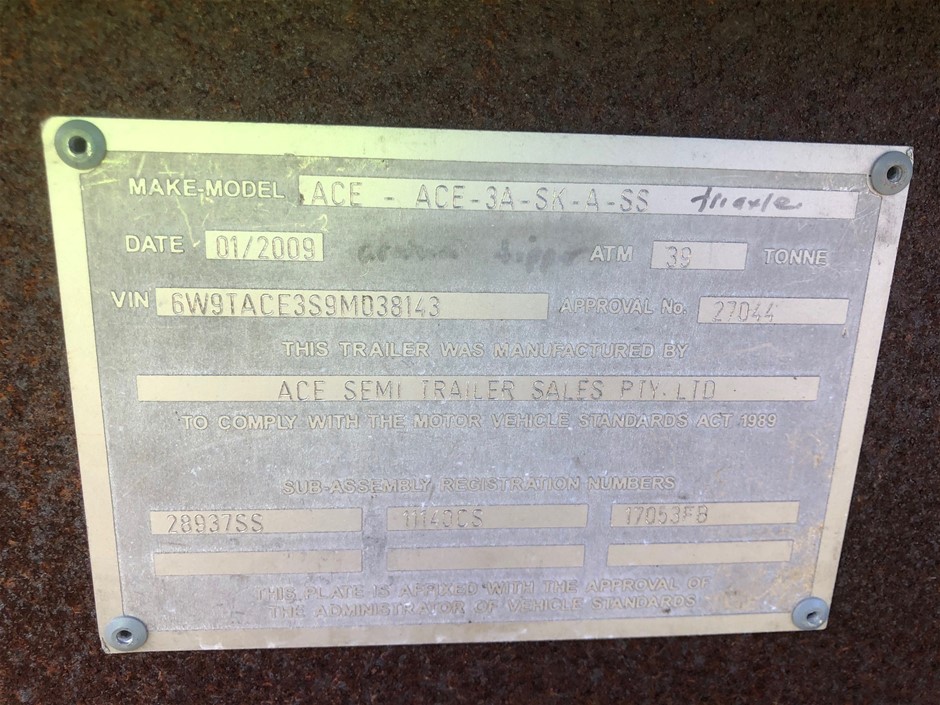 MAKE-MODEL ACE - ACE-3A-SK-A-SS triaxle
DATE 01/2009 tipper ATM 39 TONNE
VIN 6W9TACE3S9MD38143 APPROVAL No. 27044
THIS TRAILER WAS MANUFACTURED BY
ACE SEMI TRAILER SALES PTY. LTD.
TO COMPLY WITH THE MOTOR VEHICLE STANDARDS ACT 1989
SUB-ASSEMBLY REGISTRATION NUMBERS
28937SS 11140CS 17053FB
THIS PLATE IS AFFIXED WITH THE APPROVAL OF
THE ADMINISTRATOR OF VEHICLE STANDARDS